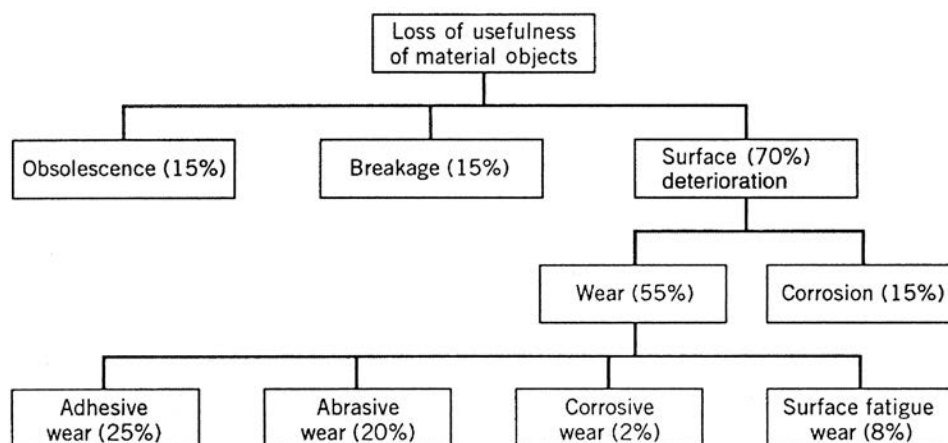 Loss of usefulness
of material objects
Obsolescence (15%)
Breakage (15%)
Surface (70%)
deterioration
Wear (55%)
Corrosion (15%)
Adhesive
wear (25%)
Abrasive
wear (20%)
Corrosive
wear (2%)
Surface fatigue
wear (8%)